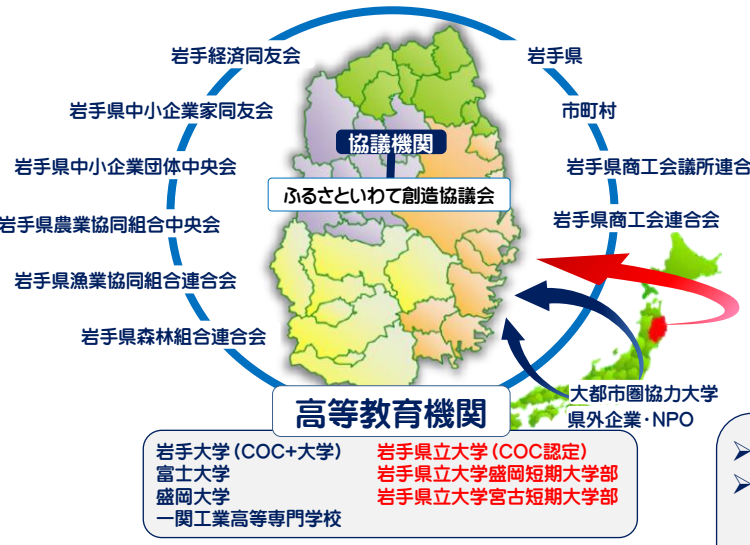 岩手経済同友会
岩手県中小企業家同友会
岩手県中小企業団体中央会
岩手県農業協同組合中央会
岩手県漁業協同組合連合会
岩手県森林組合連合会
協議機関
ふるさといわて創造協議会
岩手県
市町村
岩手県商工会議所連合
岩手県商工会連合会
大都市圏協力大学
県外企業・NPO
高等教育機関
岩手大学(COC+大学)
富士大学
盛岡大学
一関工業高等専門学校
岩手県立大学(COC認定)
岩手県立大学盛岡短期大学部
岩手県立大学宮古短期大学部